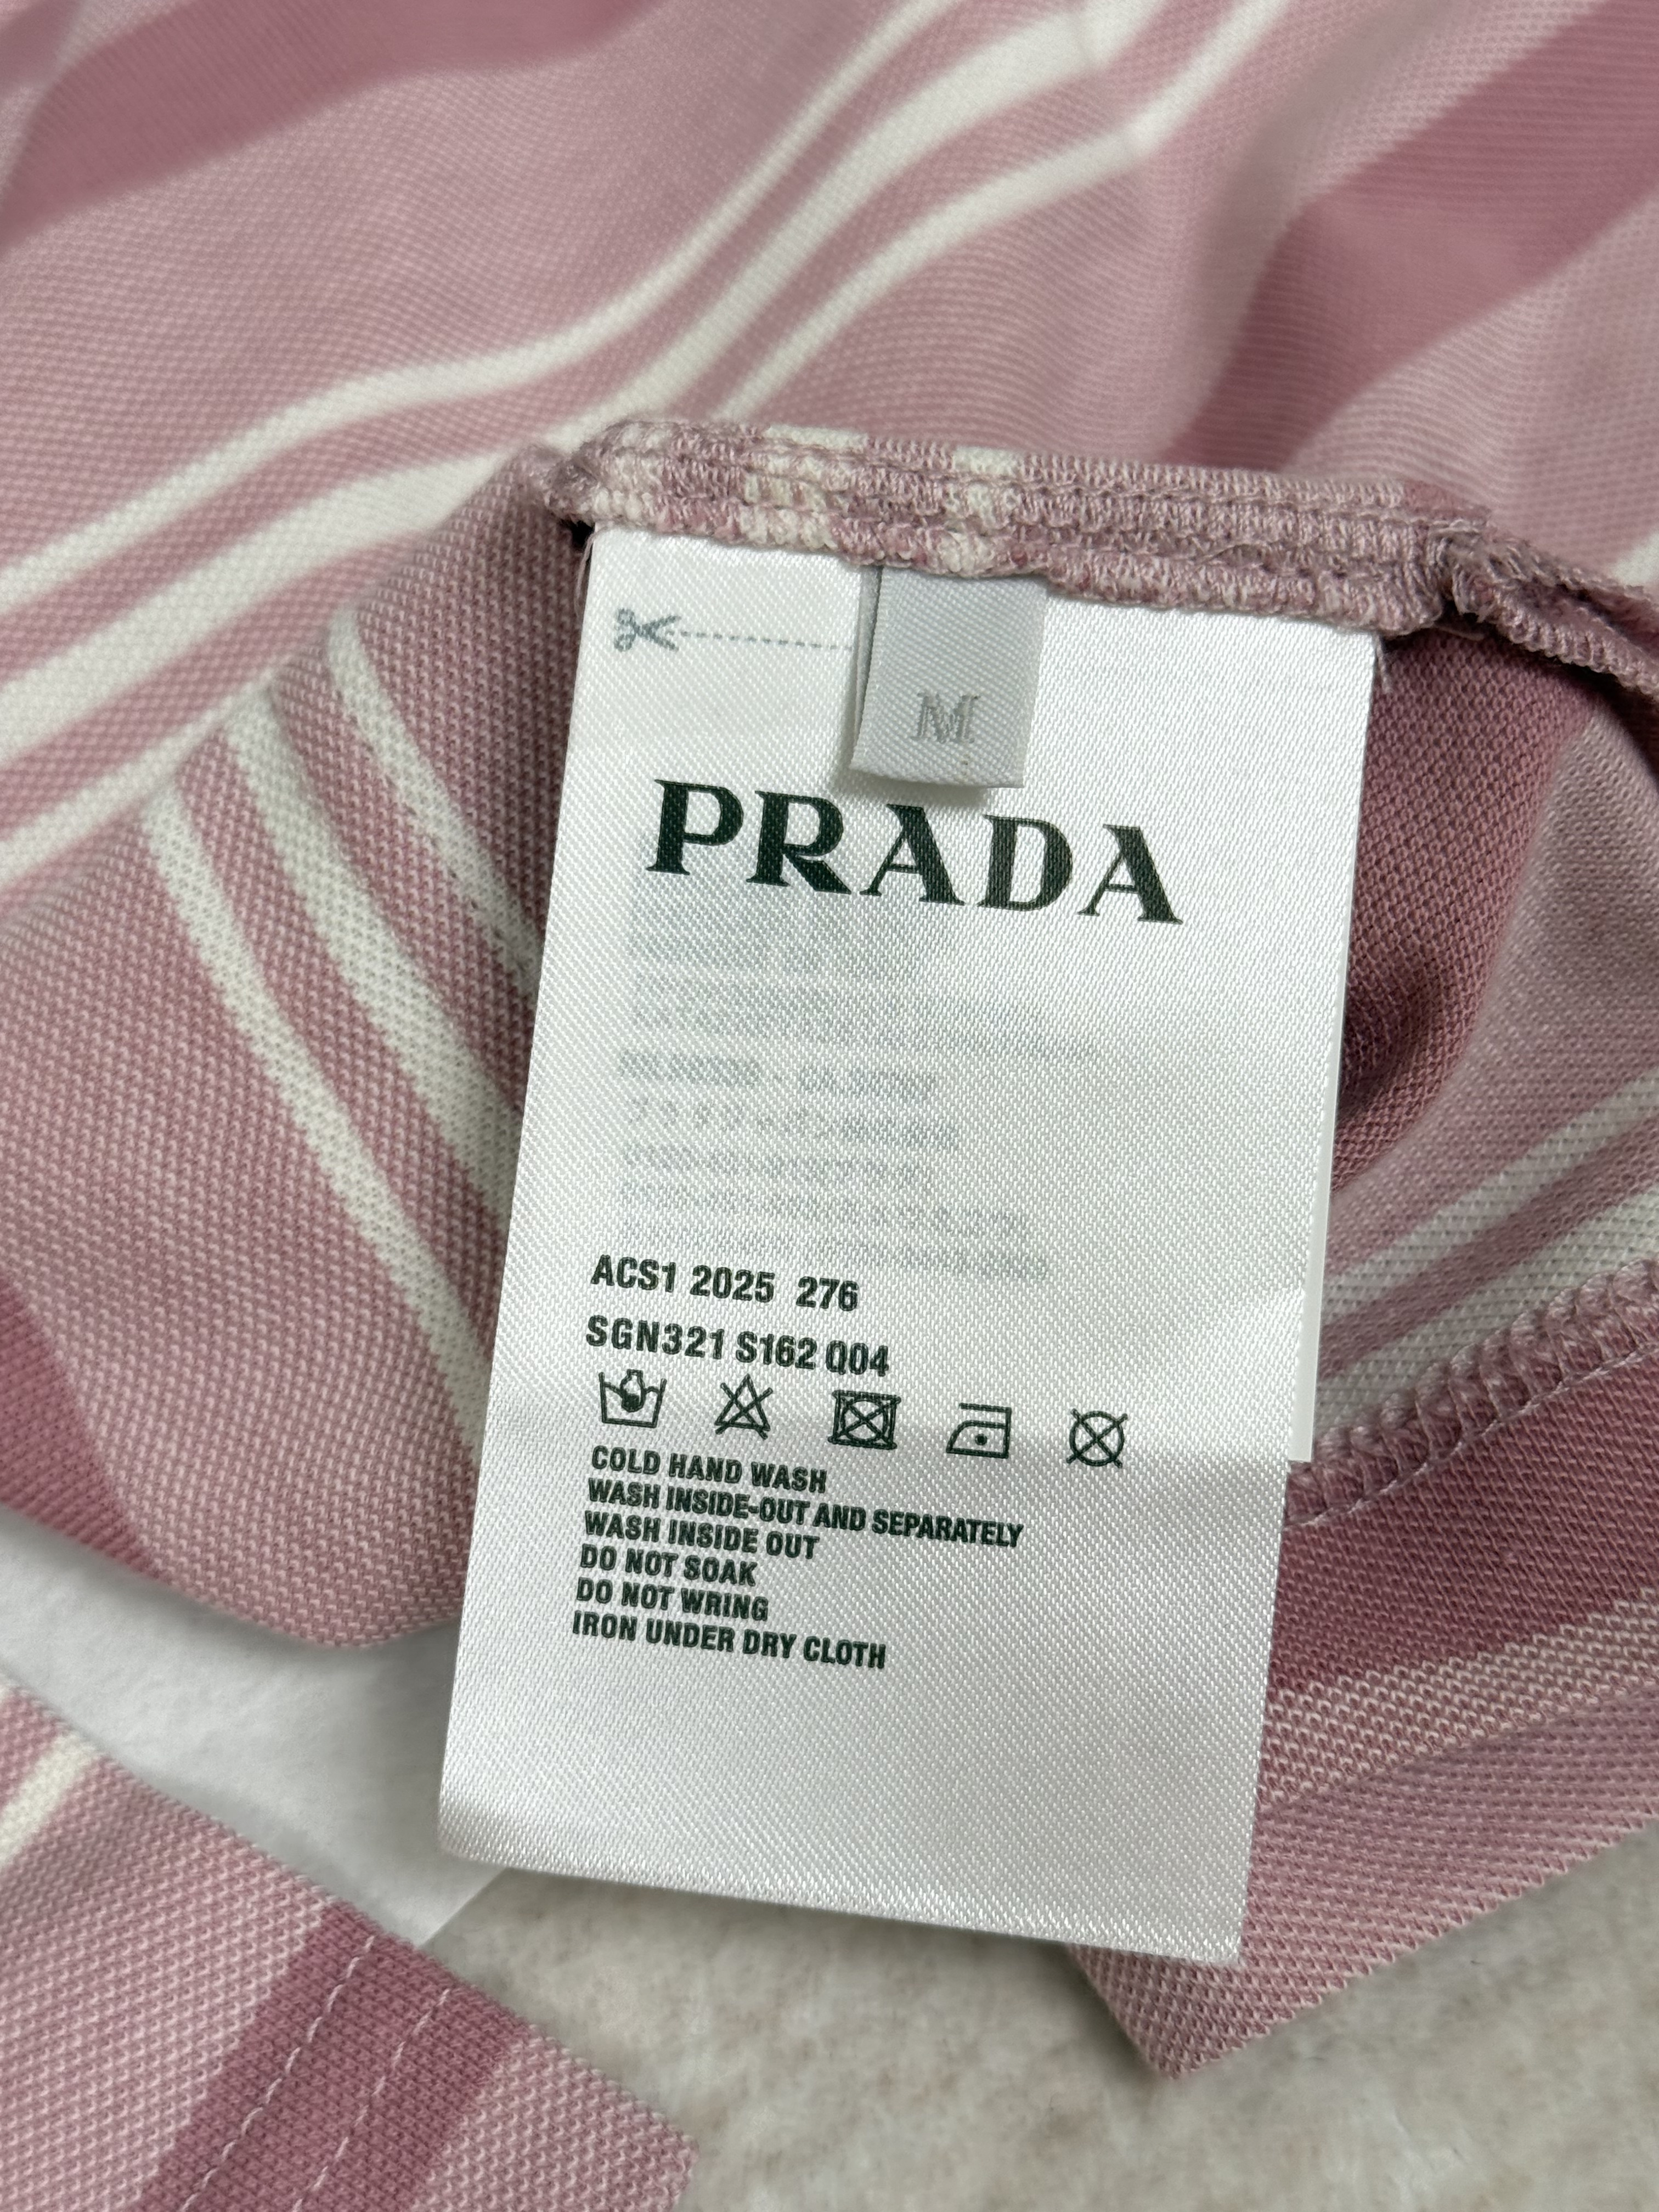 M
PRADA
ACS1 2025 276
SGN321 S162 Q04
COLD HAND WASH
WASH INSIDE-OUT AND SEPARATELY
WASH INSIDE OUT
DO NOT SOAK
DO NOT WRING
IRON UNDER DRY CLOTH